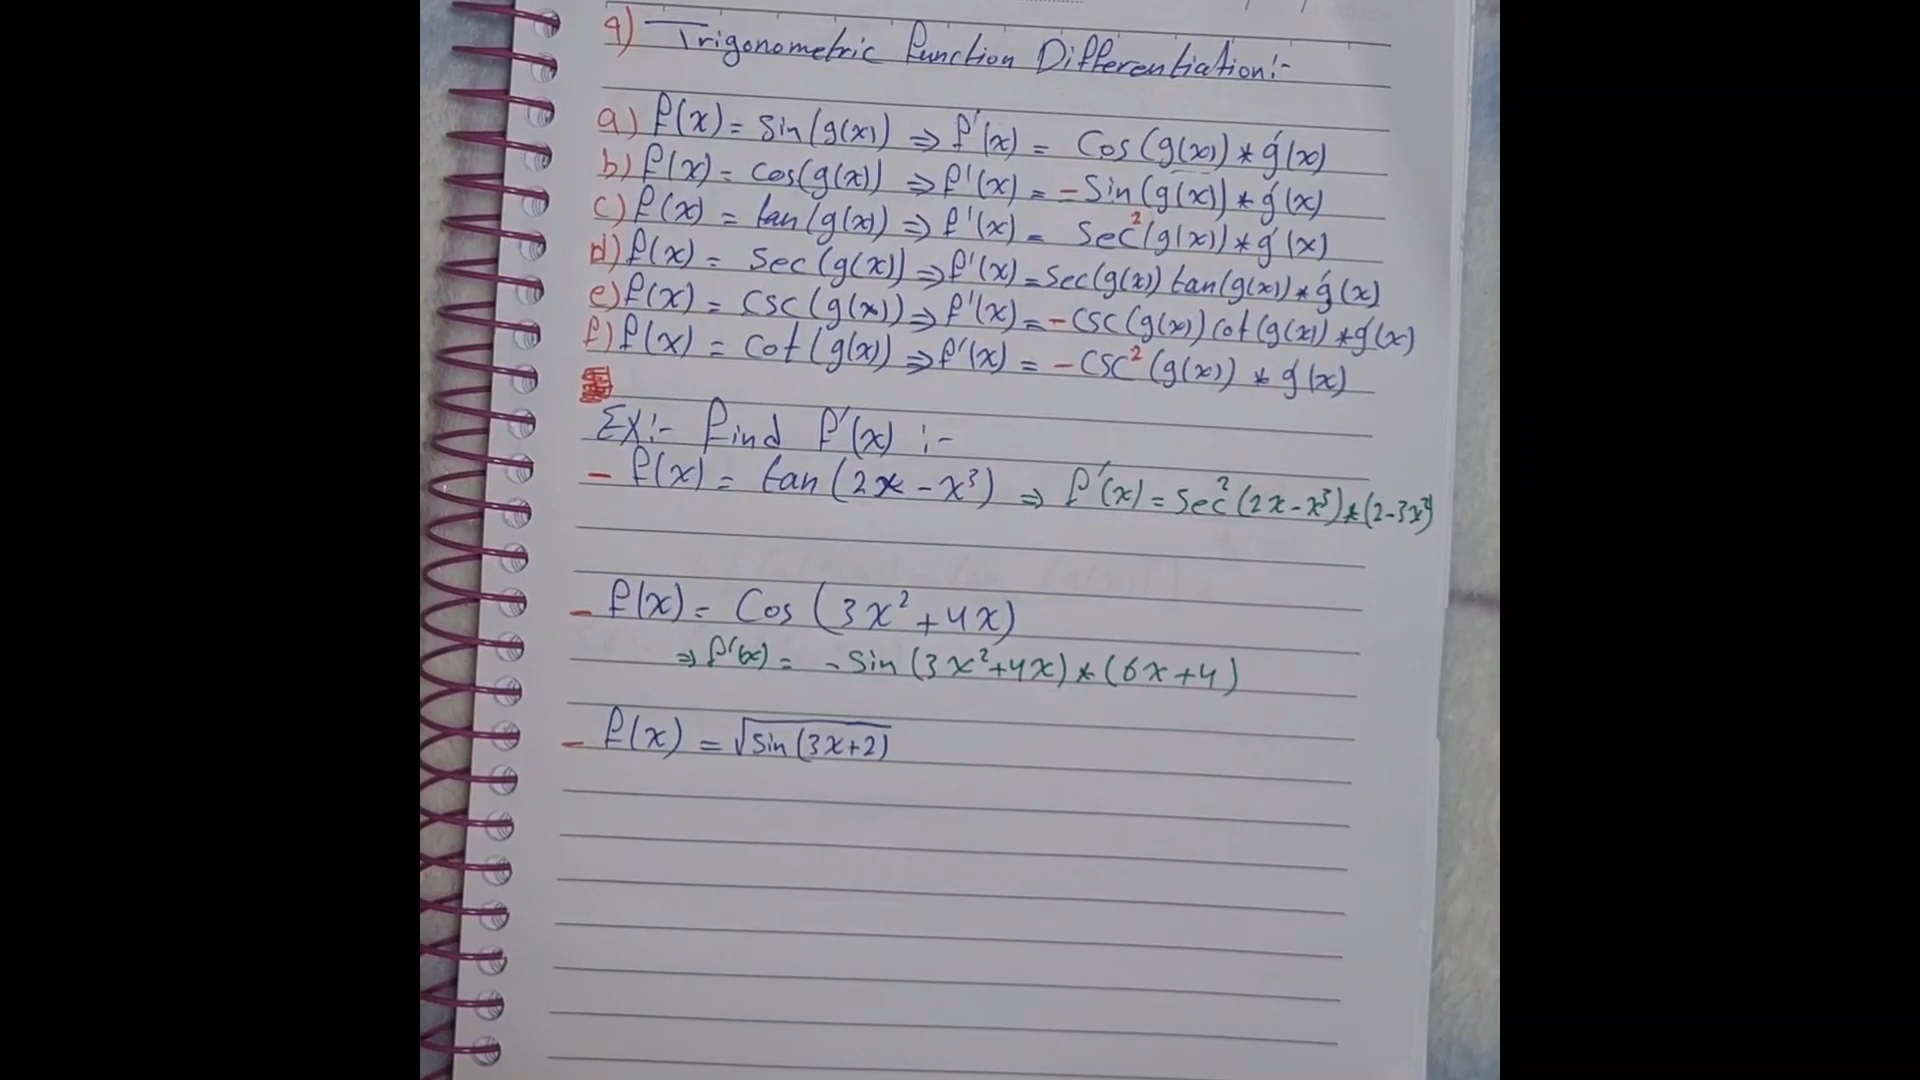 9) Trigonometric Function Differentiation:-
a) f(x) = Sin(g(x)) ⇒ f'(x) = Cos(g(x)) * g'(x)
b) f(x) = cos(g(x)) ⇒ f'(x) = -Sin(g(x)) * g'(x)
c) f(x) = tan(g(x)) ⇒ f'(x) = Sec²(g(x)) * g'(x)
d) f(x) = Sec(g(x)) ⇒ f'(x) = Sec(g(x)) tan(g(x)) * g'(x)
e) f(x) = CSC(g(x)) ⇒ f'(x) = -CSC(g(x)) Cot(g(x)) * g'(x)
f) f(x) = Cot(g(x)) ⇒ f'(x) = -CSC²(g(x)) * g'(x)
EX:- Find f'(x) :-
- f(x) = tan(2x - x³) ⇒ f'(x) = Sec²(2x - x³) * (2-3x²)
- f(x) = Cos(3x² + 4x)
⇒ f'(x) = -Sin(3x²+4x) * (6x+4)
- f(x) = √Sin(3x+2)